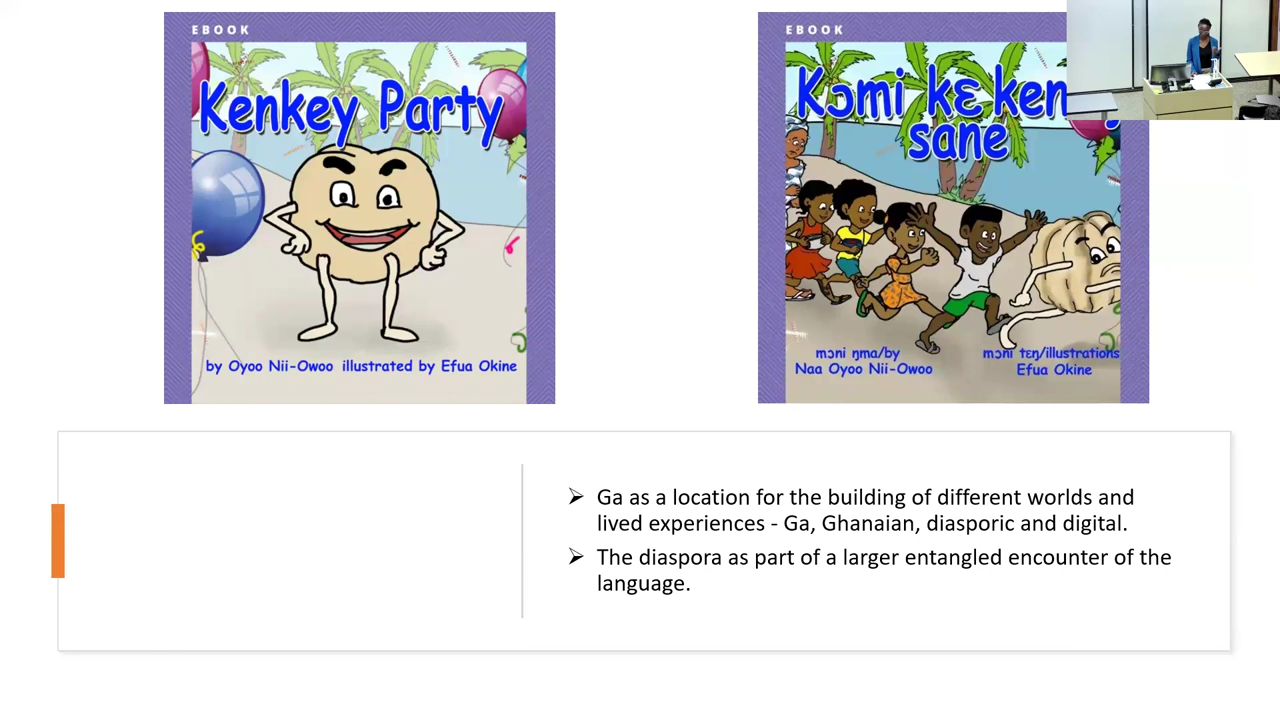 EBOOK
Kenkey Party
by Oyoo Nii-Owoo illustrated by Efua Okine
EBOOK
Kɔmi kɛ
sane
mɔni ŋma/by
Naa Oyoo Nii-Owoo
mɔni tɛŋ/illustrations
Efua Okine
➢ Ga as a location for the building of different worlds and
lived experiences - Ga, Ghanaian, diasporic and digital.
➢ The diaspora as part of a larger entangled encounter of the
language.